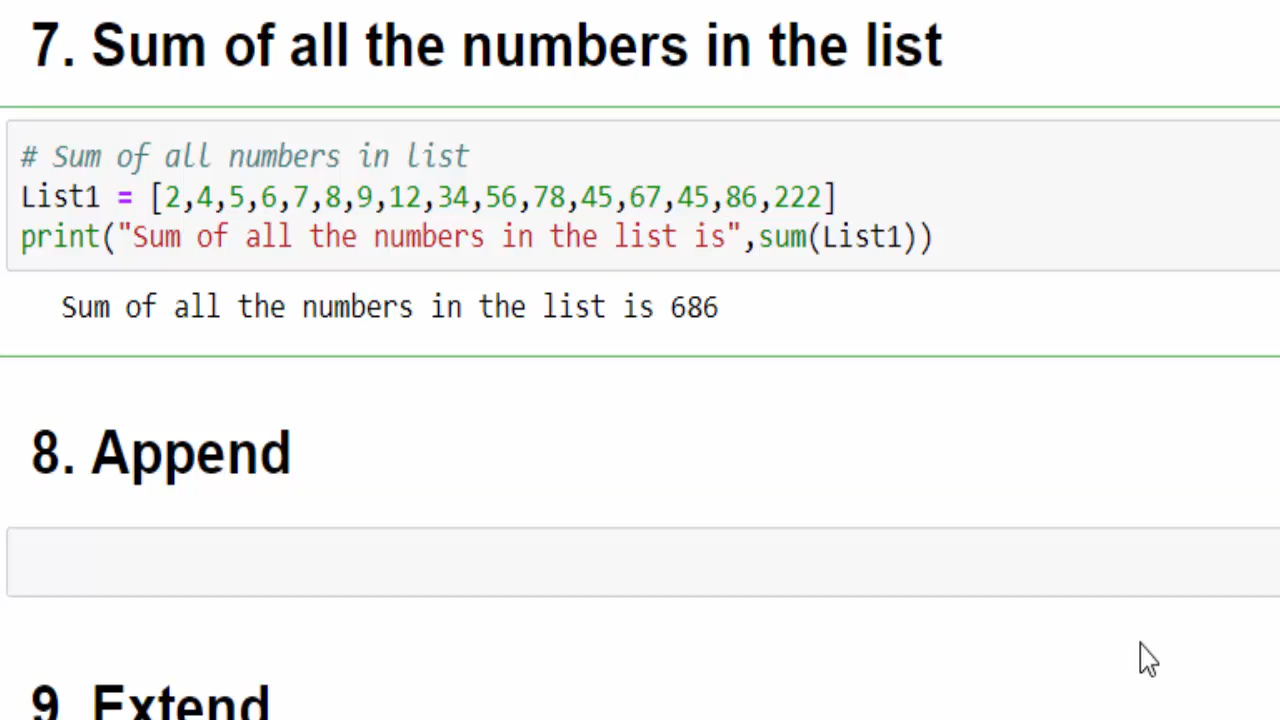 7. Sum of all the numbers in the list
# Sum of all numbers in list
List1 = [2,4,5,6,7,8,9,12,34,56,78,45,67,45,86,222]
print("Sum of all the numbers in the list is",sum(List1))
Sum of all the numbers in the list is 686
8. Append
9. Extend